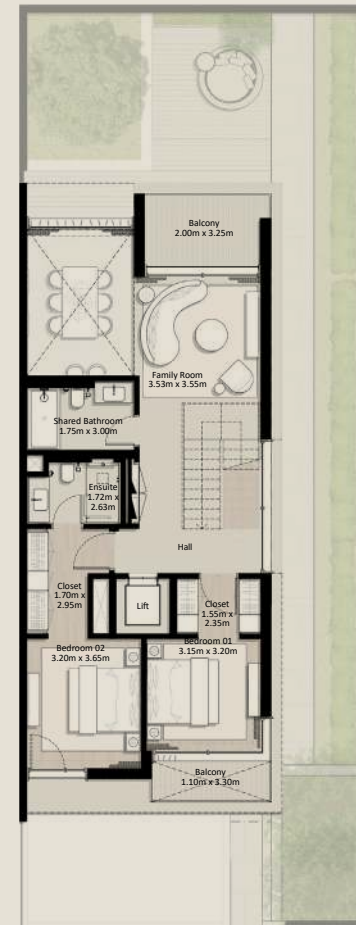 Balcony
2.00m x 3.25m
Family Room
3.53m x 3.55m
Shared Bathroom
1.75m x 3.00m
Ensuite
1.72m x
2.63m
Hall
Closet
1.70m x
2.95m
Lift
Closet
1.55m x
2.35m
Bedroom 02
3.20m x 3.65m
Bedroom 01
3.15m x 3.20m
Balcony
1.10m x 3.30m